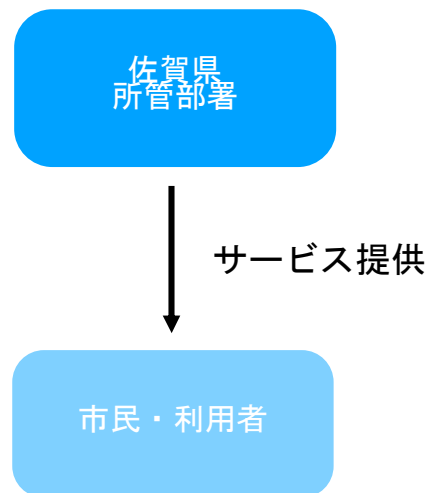 佐賀県
所管部署
サービス提供
市民・利用者